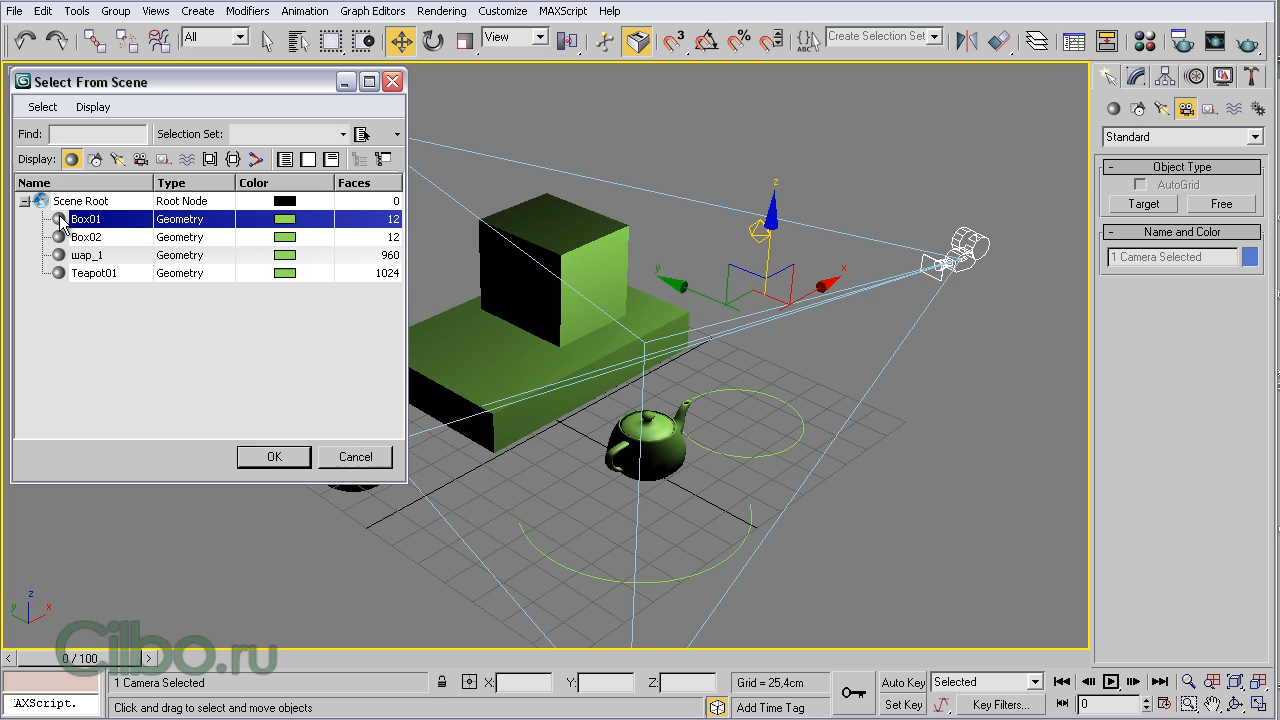 File Edit Tools Group Views Create Modifiers Animation Graph Editors Rendering Customize MAXScript Help
All View 3 Create Selection Set
Select From Scene
Select Display
Find: Selection Set:
Display:
Name Type Color Faces
Scene Root Root Node 0
Box01 Geometry 12
Box02 Geometry 12
шар_1 Geometry 960
Teapot01 Geometry 1024
OK Cancel
z
y
x
Standard
- Object Type
AutoGrid
Target Free
- Name and Color
1 Camera Selected
z
y
x
Cilbo.ru
< 0 / 100 >
1 Camera Selected X: Y: Z: Grid = 25,4cm Auto Key Selected
AXScript. Click and drag to select and move objects Add Time Tag Set Key Key Filters... 0